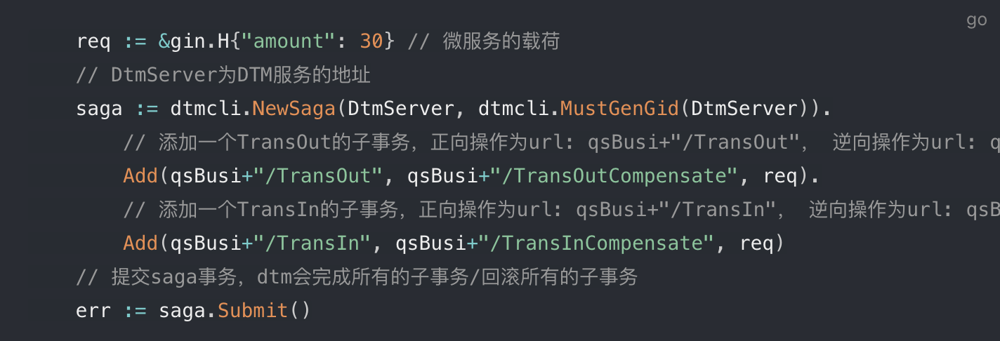 go
req := &gin.H{"amount": 30} // 微服务的载荷
// DtmServer为DTM服务的地址
saga := dtmcli.NewSaga(DtmServer, dtmcli.MustGenGid(DtmServer)).
// 添加一个TransOut的子事务，正向操作为url: qsBusi+"/TransOut"， 逆向操作为url: q
Add(qsBusi+"/TransOut", qsBusi+"/TransOutCompensate", req).
// 添加一个TransIn的子事务，正向操作为url: qsBusi+"/TransIn"， 逆向操作为url: qsB
Add(qsBusi+"/TransIn", qsBusi+"/TransInCompensate", req)
// 提交saga事务，dtm会完成所有的子事务/回滚所有的子事务
err := saga.Submit()